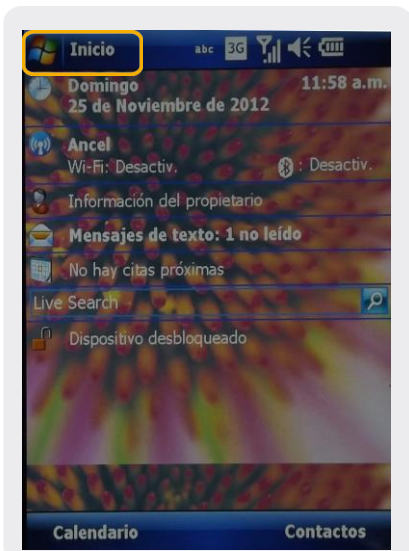 Inicio abc 3G
Domingo 11:58 a.m.
25 de Noviembre de 2012
Ancel
Wi-Fi: Desactiv. : Desactiv.
Información del propietario
Mensajes de texto: 1 no leído
No hay citas próximas
Live Search
Dispositivo desbloqueado
Calendario Contactos